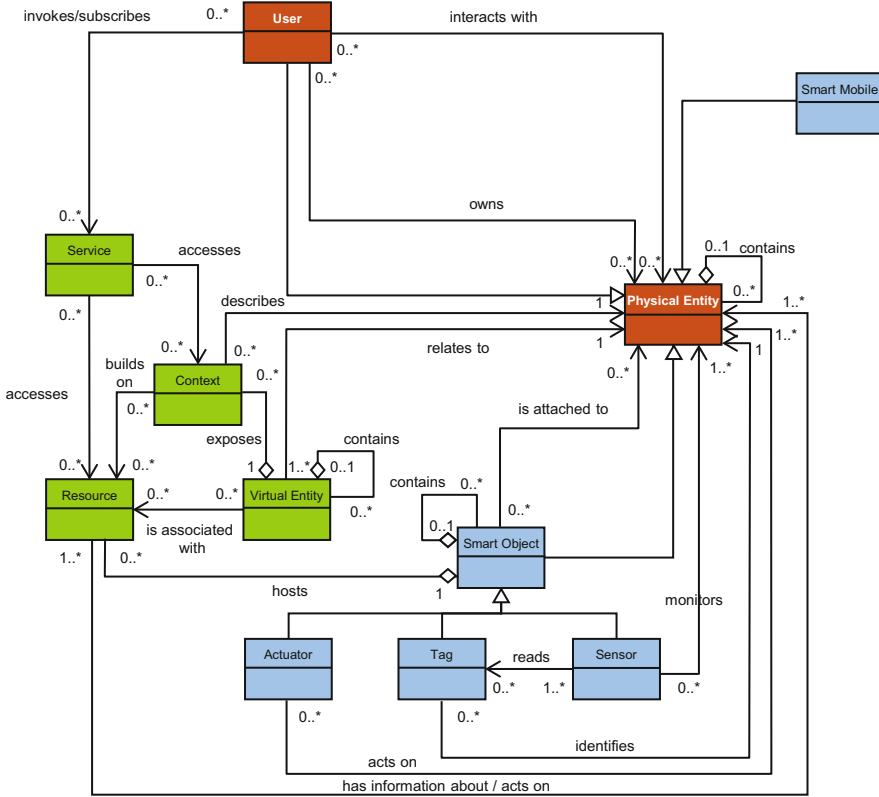 invokes/subscribes
0..*
User
0..*
0..*
interacts with
Smart Mobile
owns
0..*
Service
accesses
0..*
0..*
0..*
0..*
0..1
contains
0..*
Physical Entity
1..*
describes
1
0..*
0..*
relates to
1
1
1..*
1..*
0..*
builds
on
Context
0..*
0..*
accesses
is attached to
exposes
contains
0..*
0..*
1
1..*
0..1
contains
0..*
Resource
0..*
0..*
Virtual Entity
0..*
0..*
is associated
with
0..1
Smart Object
1..*
0..*
hosts
1
monitors
Actuator
Tag
reads
Sensor
0..*
1..*
0..*
0..*
0..*
identifies
acts on
has information about / acts on